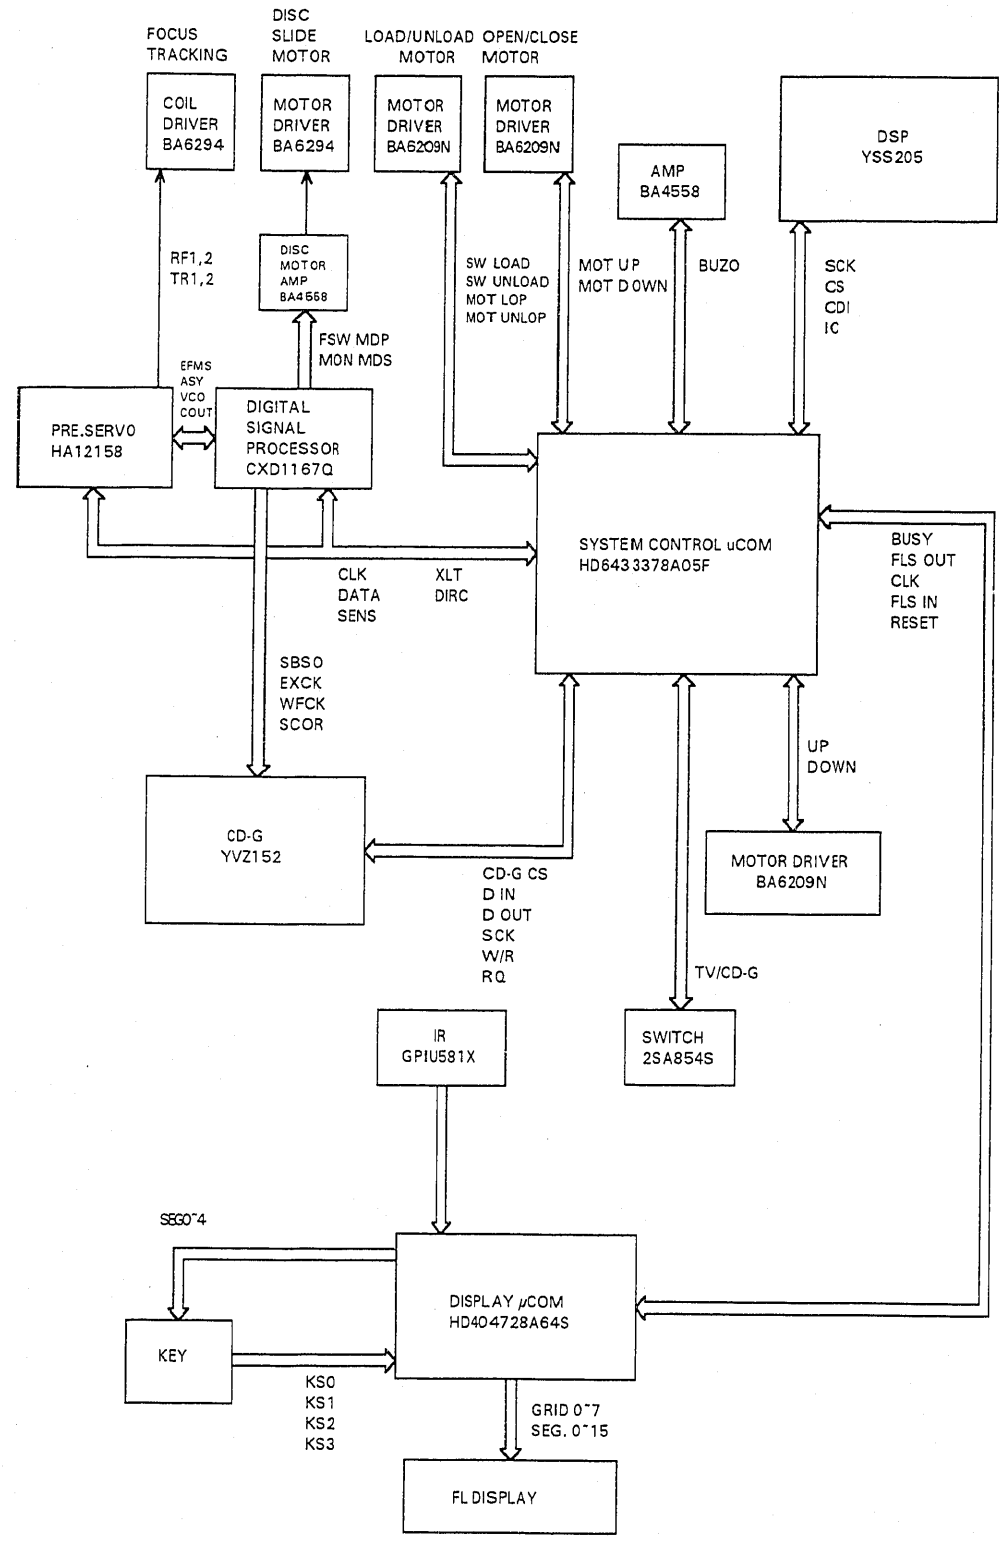 FOCUS
TRACKING
DISC
SLIDE
MOTOR
LOAD/UNLOAD
MOTOR
OPEN/CLOSE
MOTOR
COIL
DRIVER
BA6294
MOTOR
DRIVER
BA6294
MOTOR
DRIVER
BA6209N
MOTOR
DRIVER
BA6209N
AMP
BA4558
DSP
YSS205
DISC
MOTOR
AMP
BA4558
RF1,2
TR1,2
SW LOAD
SW UNLOAD
MOT LOP
MOT UNLOP
MOT UP
MOT DOWN
BUZO
SCK
CS
CDI
IC
FSW MDP
MON MDS
EFMS
ASY
VCO
COUT
PRE.SERVO
HA12158
DIGITAL
SIGNAL
PROCESSOR
CXD1167Q
SYSTEM CONTROL uCOM
HD6433378A05F
CLK
DATA
SENS
XLT
DIRC
BUSY
FLS OUT
CLK
FLS IN
RESET
SBSO
EXCK
WFCK
SCOR
UP
DOWN
CD-G
YVZ152
MOTOR DRIVER
BA6209N
CD-G CS
D IN
D OUT
SCK
W/R
RQ
TV/CD-G
IR
GPIU581X
SWITCH
2SA854S
SEG0~4
DISPLAY μCOM
HD404728A64S
KEY
KS0
KS1
KS2
KS3
GRID 0~7
SEG. 0~15
FL DISPLAY